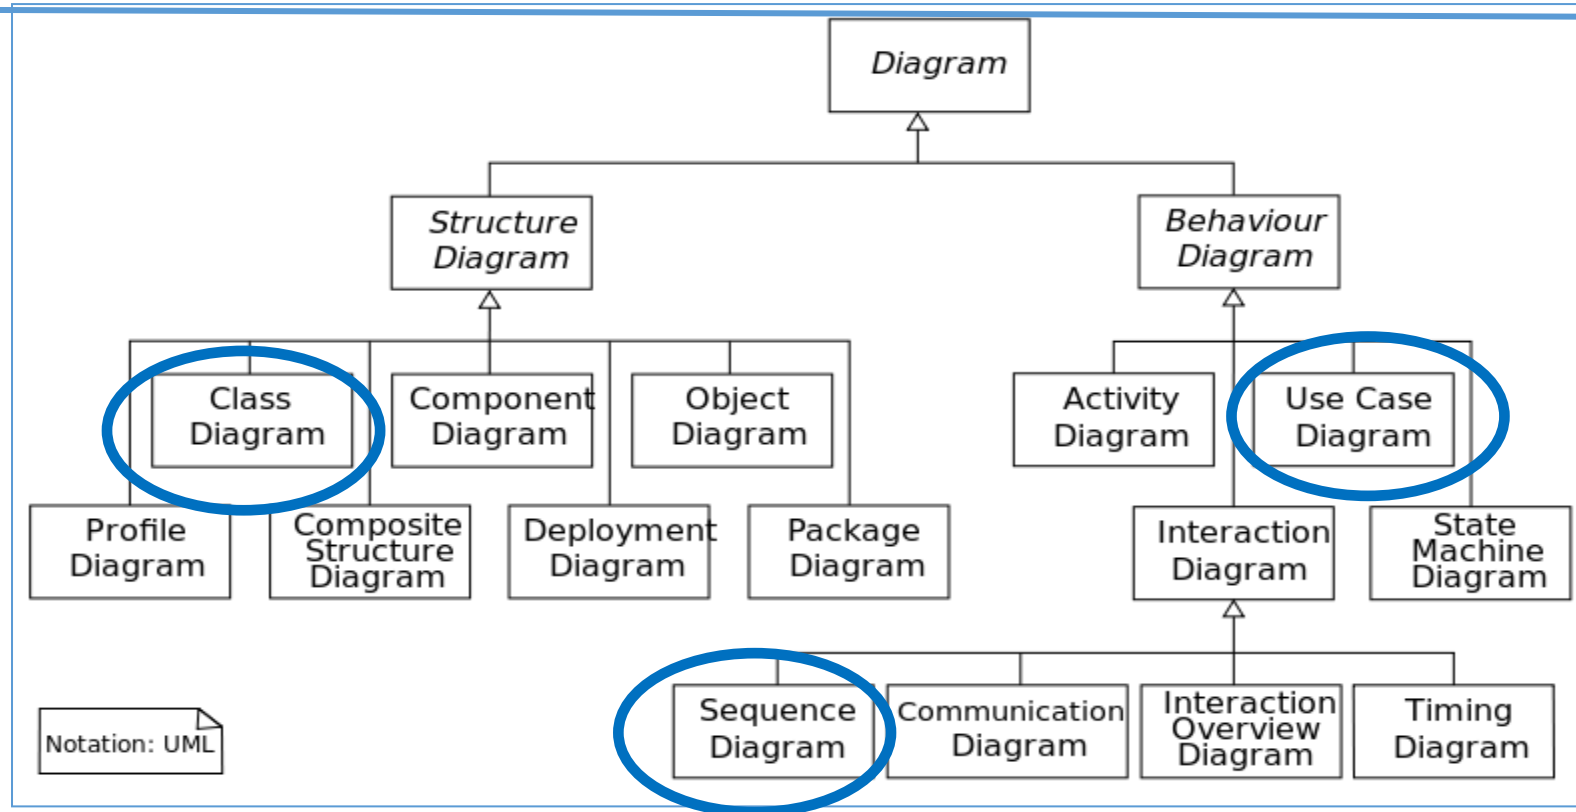 Diagram
Structure
Diagram
Behaviour
Diagram
Class
Diagram
Component
Diagram
Object
Diagram
Activity
Diagram
Use Case
Diagram
Profile
Diagram
Composite
Structure
Diagram
Deployment
Diagram
Package
Diagram
Interaction
Diagram
State
Machine
Diagram
Sequence
Diagram
Communication
Diagram
Interaction
Overview
Diagram
Timing
Diagram
Notation: UML